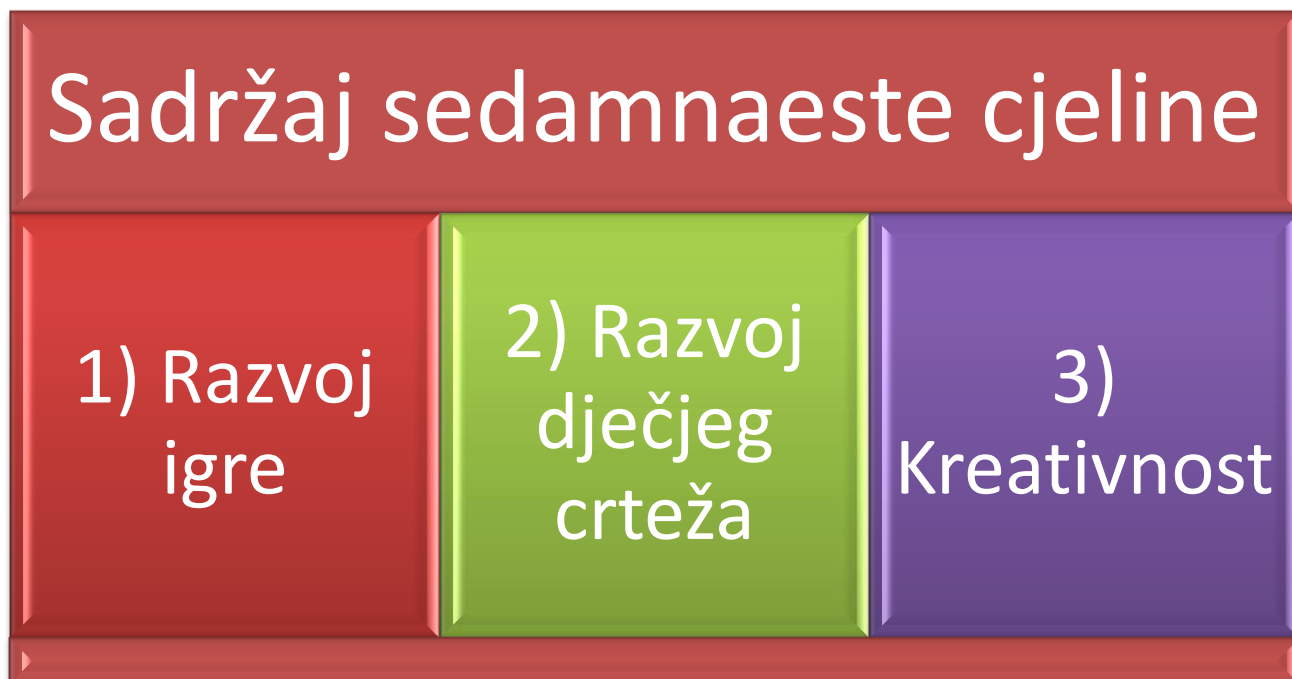 Sadržaj sedamnaeste cjeline
1) Razvoj
igre
2) Razvoj
dječjeg
crteža
3)
Kreativnost